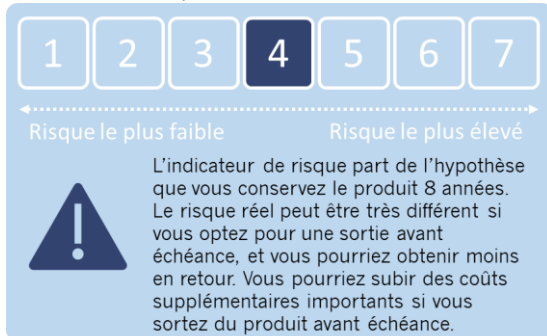 1 2 3 4 5 6 7
Risque le plus faible Risque le plus élevé
L'indicateur de risque part de l'hypothèse
que vous conservez le produit 8 années.
Le risque réel peut être très différent si
vous optez pour une sortie avant
échéance, et vous pourriez obtenir moins
en retour. Vous pourriez subir des coûts
supplémentaires importants si vous
sortez du produit avant échéance.